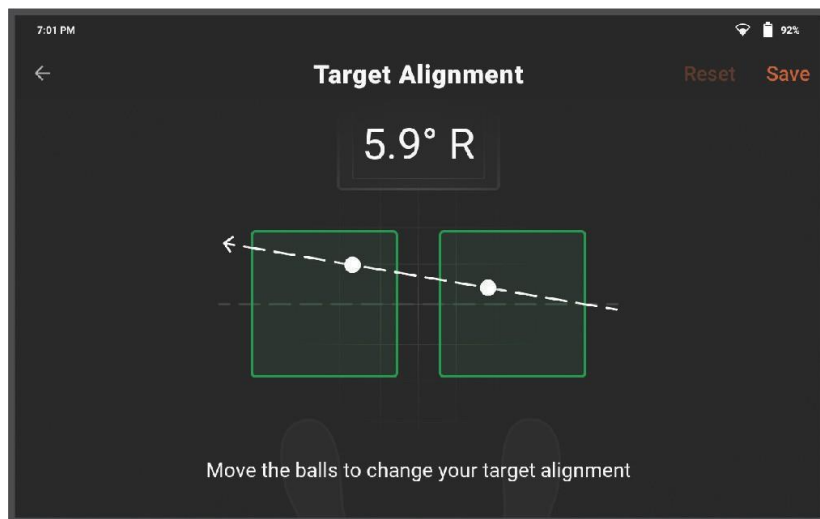 7:01 PM 92%
Target Alignment Reset Save
5.9° R
Move the balls to change your target alignment